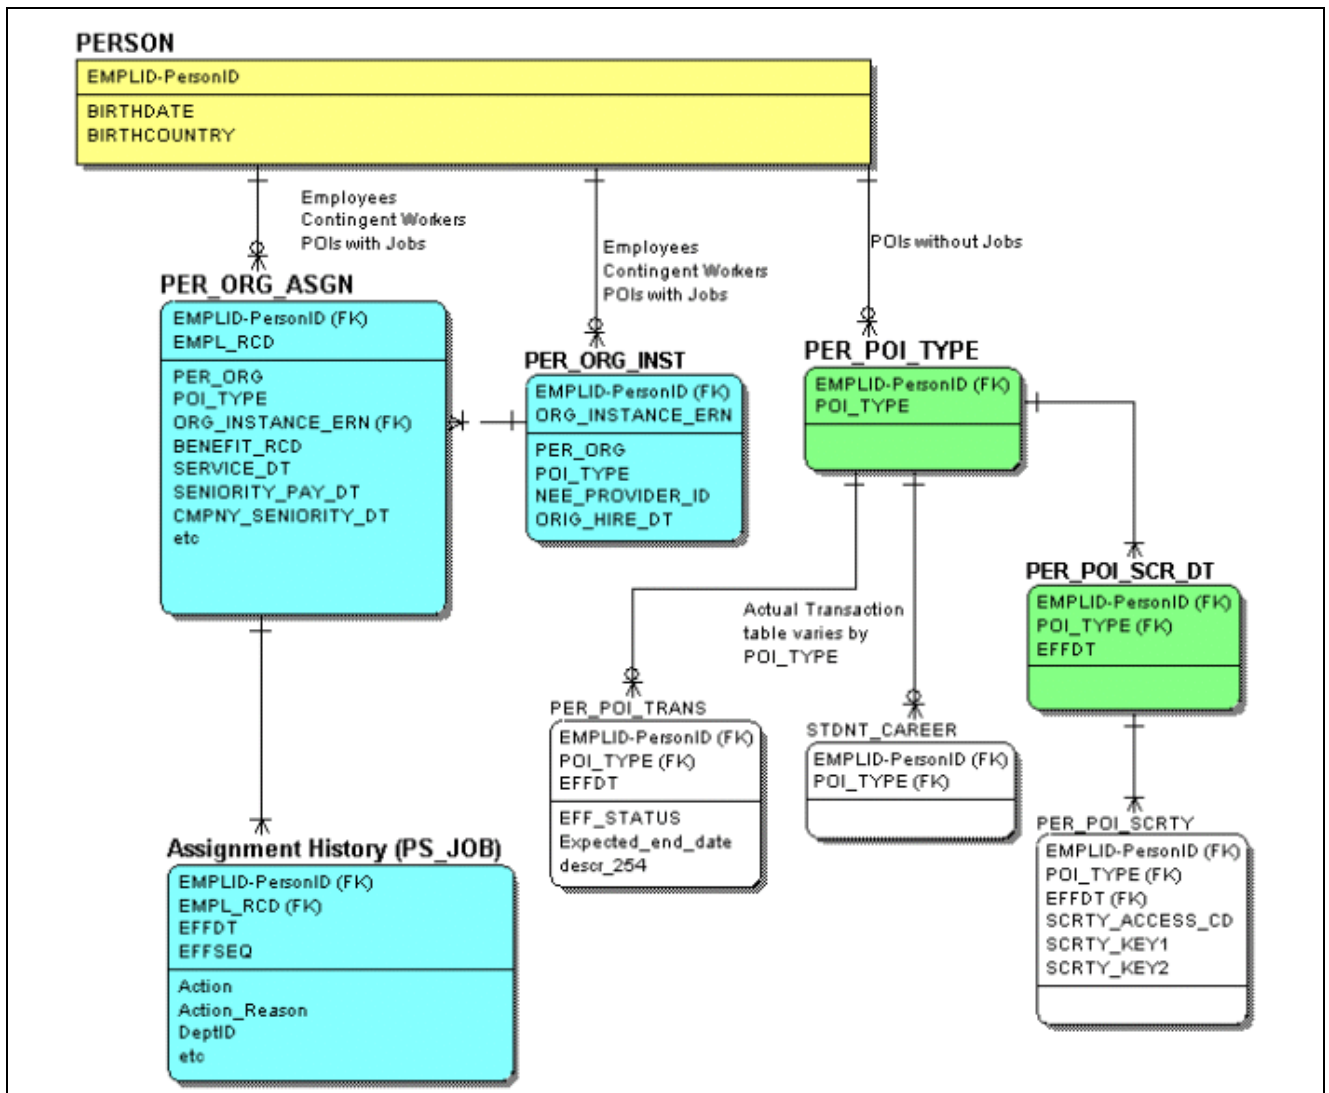 PERSON
EMPLID-PersonID
BIRTHDATE
BIRTHCOUNTRY
Employees
Contingent Workers
POIs with Jobs
Employees
Contingent Workers
POIs with Jobs
POIs without Jobs
PER_ORG_ASGN
EMPLID-PersonID (FK)
EMPL_RCD
PER_ORG
POI_TYPE
ORG_INSTANCE_ERN (FK)
BENEFIT_RCD
SERVICE_DT
SENIORITY_PAY_DT
CMPNY_SENIORITY_DT
etc
PER_ORG_INST
EMPLID-PersonID (FK)
ORG_INSTANCE_ERN
PER_ORG
POI_TYPE
NEE_PROVIDER_ID
ORIG_HIRE_DT
PER_POI_TYPE
EMPLID-PersonID (FK)
POI_TYPE
Actual Transaction
table varies by
POI_TYPE
PER_POI_SCR_DT
EMPLID-PersonID (FK)
POI_TYPE (FK)
EFFDT
PER_POI_TRANS
EMPLID-PersonID (FK)
POI_TYPE (FK)
EFFDT
EFF_STATUS
Expected_end_date
descr_254
STDNT_CAREER
EMPLID-PersonID (FK)
POI_TYPE (FK)
PER_POI_SCRTY
EMPLID-PersonID (FK)
POI_TYPE (FK)
EFFDT (FK)
SCRTY_ACCESS_CD
SCRTY_KEY1
SCRTY_KEY2
Assignment History (PS_JOB)
EMPLID-PersonID (FK)
EMPL_RCD (FK)
EFFDT
EFFSEQ
Action
Action_Reason
DeptID
etc